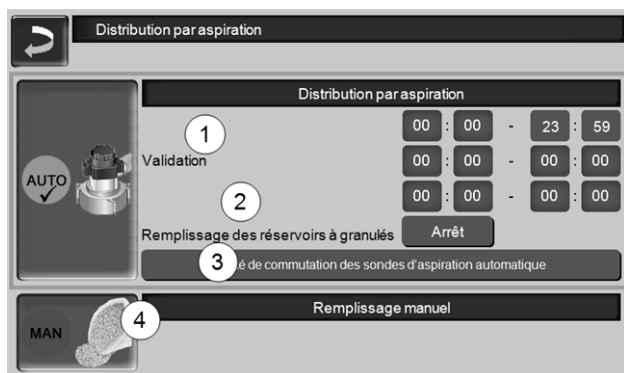 Distribution par aspiration
Distribution par aspiration
1
00 : 00 - 23 : 59
Validation
00 : 00 - 00 : 00
AUTO
00 : 00 - 00 : 00
2
Remplissage des réservoirs à granulés Arrêt
3 de commutation des sondes d'aspiration automatique
MAN
4
Remplissage manuel